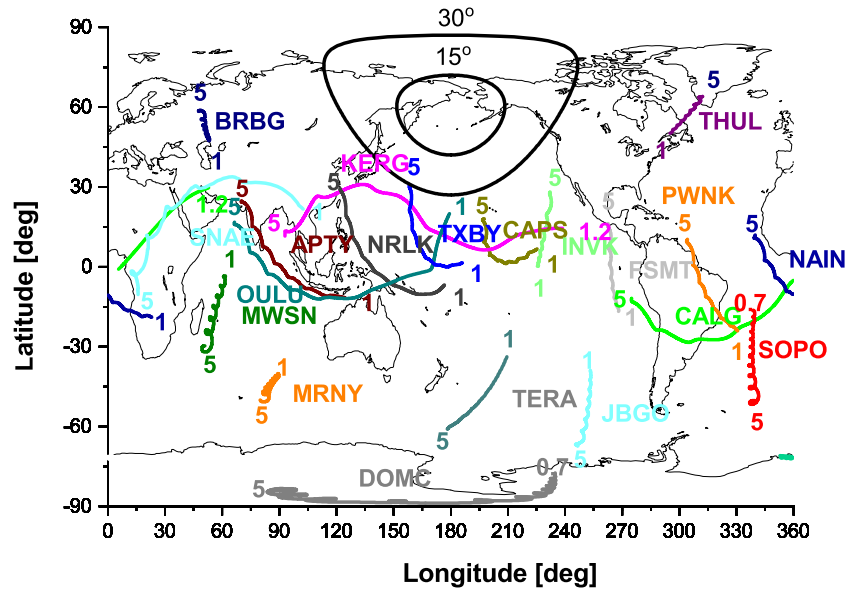 30°
90
15°
5
5
60
BRBG
THUL
1
1
KERG
5
5
30
5
5
1.2
5
1
5
5
PWNK
5
SNAE
5
APTY
NRLK
TXBY
CAPS
INVK
1.2
5
NAIN
0
1
1
1
FSMT
5
OULU
5
1
1
5
0.7
1
MWSN
1
CALG
-30
5
1
1
1
SOPO
MRNY
TERA
JBGO
5
5
-60
5
5
DOMC
0.7
5
-90
0 30 60 90 120 150 180 210 240 270 300 330 360
Latitude [deg]
Longitude [deg]